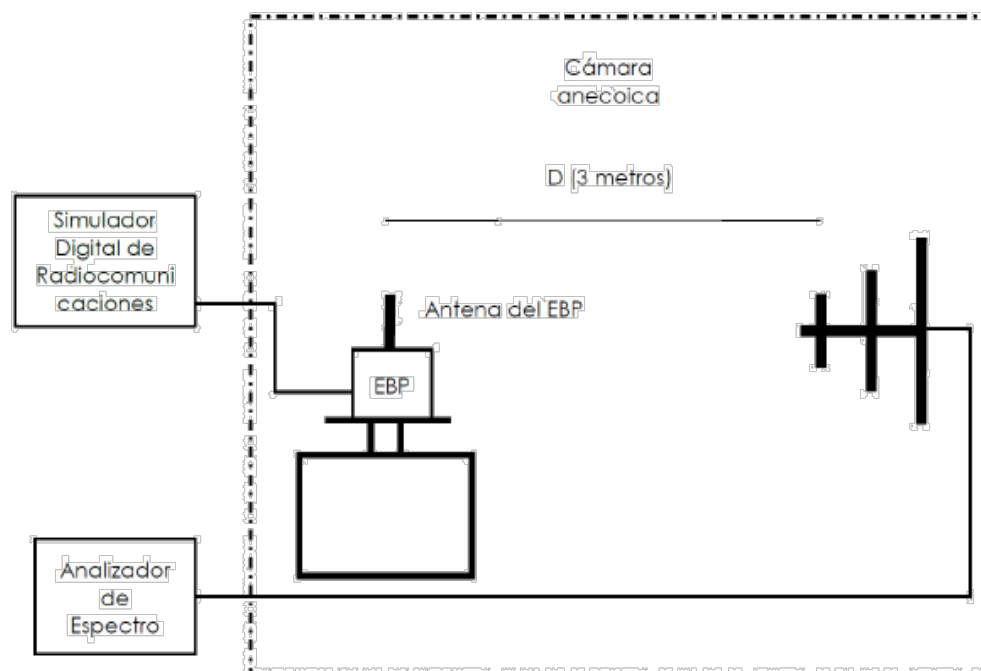 Cámara
anecoica
D (3 metros)
Simulador
Digital de
Radiocomuni
caciones
Antena del EBP
EBP
Analizador
de
Espectro